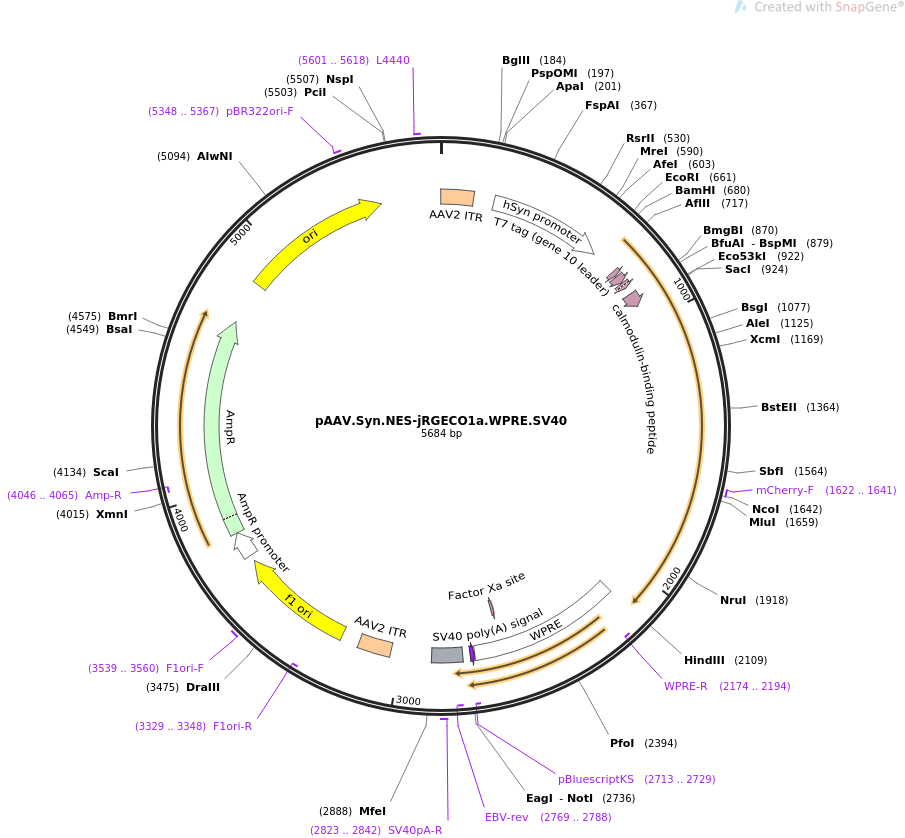 Created with SnapGene®
(5601 .. 5618) L4440
(5507) NspI
(5503) PciI
(5348 .. 5367) pBR322ori-F
(5094) AlwNI
BglII (184)
PspOMI (197)
ApaI (201)
FspAI (367)
RsrII (530)
MreI (590)
AfeI (603)
EcoRI (661)
BamHI (680)
AflII (717)
BmgBI (870)
BfuAI - BspMI (879)
Eco53kI (922)
SacI (924)
BsgI (1077)
AleI (1125)
XcmI (1169)
BstEII (1364)
SbfI (1564)
mCherry-F (1622 .. 1641)
NcoI (1642)
MluI (1659)
NruI (1918)
HindIII (2109)
WPRE-R (2174 .. 2194)
PfoI (2394)
pBluescriptKS (2713 .. 2729)
EagI - NotI (2736)
EBV-rev (2769 .. 2788)
(2823 .. 2842) SV40pA-R
(2888) MfeI
(3329 .. 3348) F1ori-R
(3475) DraIII
(3539 .. 3560) F1ori-F
(4015) XmnI
(4046 .. 4065) Amp-R
(4134) ScaI
(4549) BsaI
(4575) BmrI
AAV2 ITR
hSyn promoter
T7 tag (gene 10 leader)
calmodulin-binding peptide
pAAV.Syn.NES-jRGECO1a.WPRE.SV40
5684 bp
Factor Xa site
WPRE
SV40 poly(A) signal
AAV2 ITR
f1 ori
AmpR promoter
AmpR
ori
1000
2000
3000
4000
5000